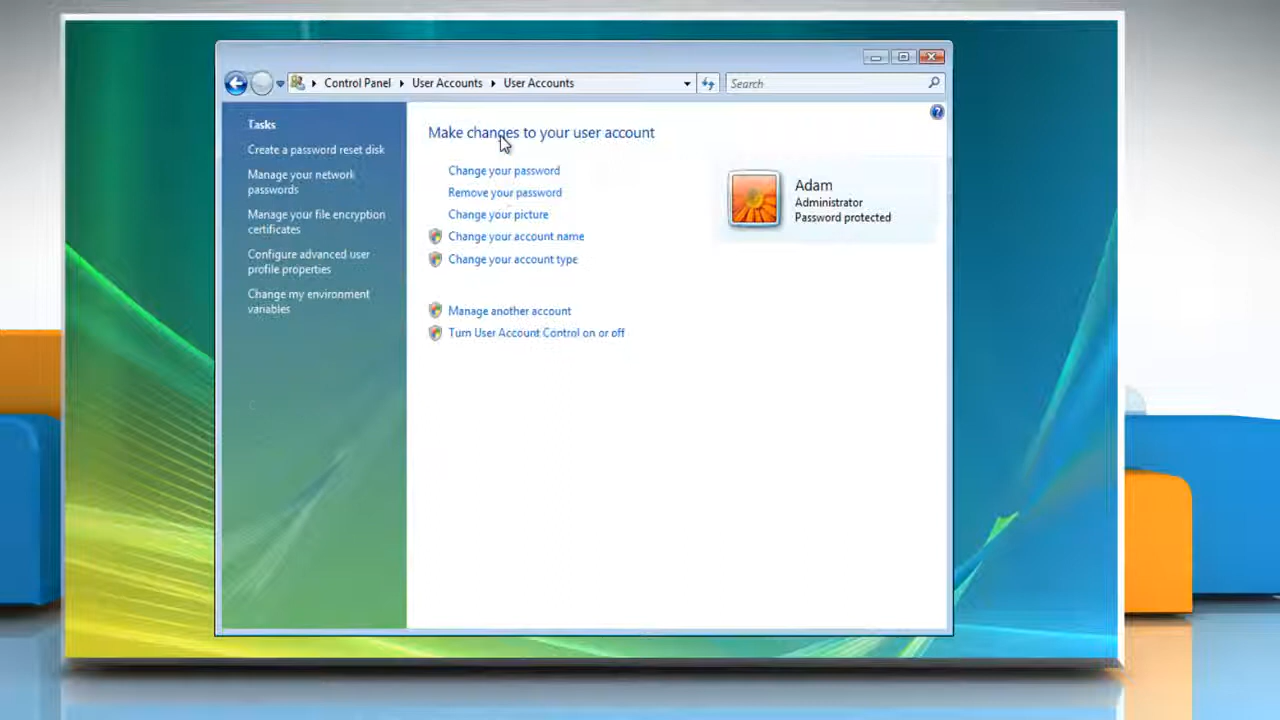 Control Panel
User Accounts
User Accounts
Search
Tasks
Create a password reset disk
Manage your network
passwords
Manage your file encryption
certificates
Configure advanced user
profile properties
Change my environment
variables
Make changes to your user account
Change your password
Remove your password
Change your picture
Change your account name
Change your account type
Manage another account
Turn User Account Control on or off
Adam
Administrator
Password protected